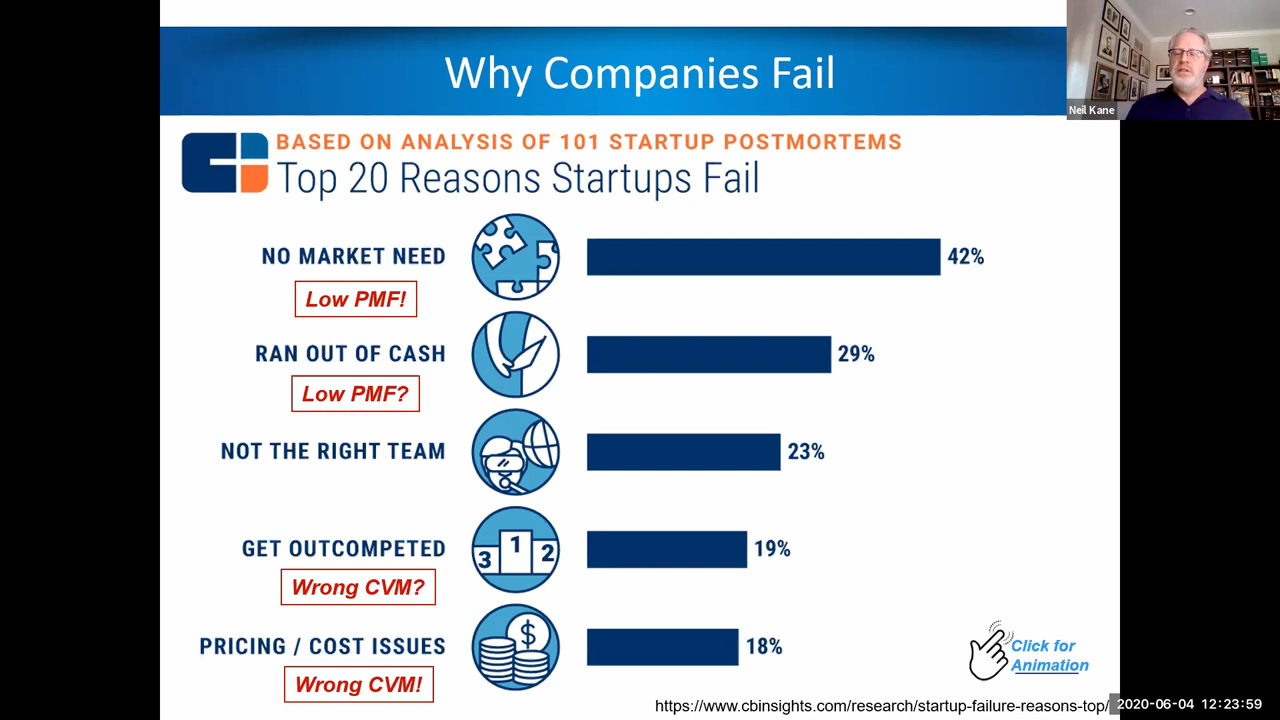 Why Companies Fail
Neil Kane
BASED ON ANALYSIS OF 101 STARTUP POSTMORTEMS
Top 20 Reasons Startups Fail
NO MARKET NEED
42%
Low PMF!
RAN OUT OF CASH
29%
Low PMF?
NOT THE RIGHT TEAM
23%
GET OUTCOMPETED
3 1 2
19%
Wrong CVM?
PRICING / COST ISSUES
$
18%
Wrong CVM!
Click for
Animation
https://www.cbinsights.com/research/startup-failure-reasons-top/
2020-06-04 12:23:59